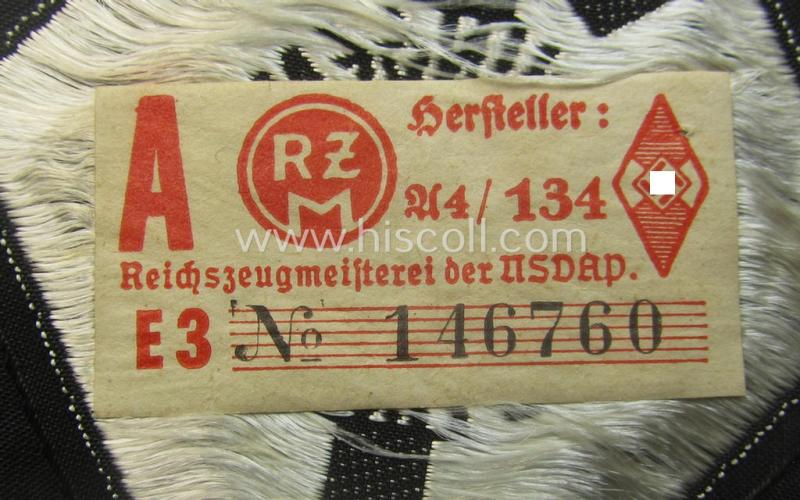 A RZM Hersteller:
A4/134
www.hiscoll.com
Reichszeugmeisterei der NSDAP.
E3 No 146760